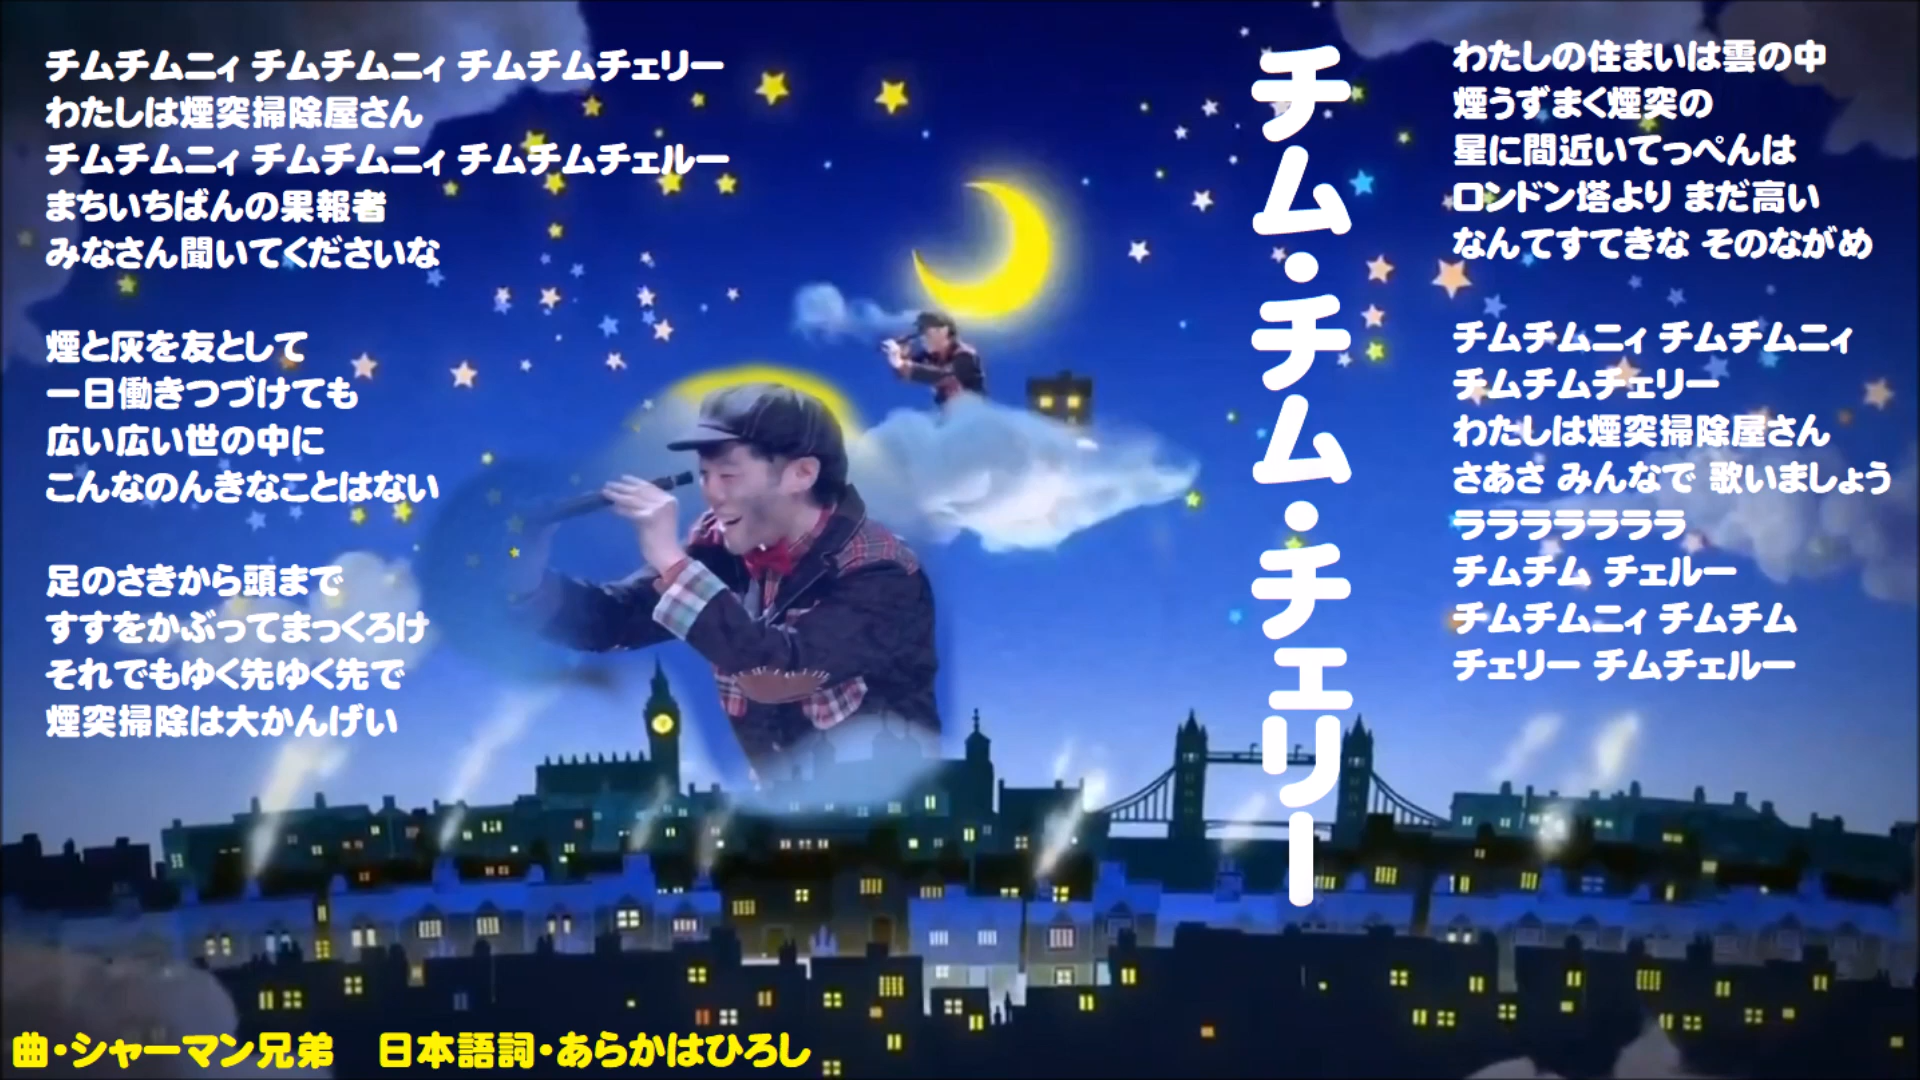 チムチムニィ チムチムニィ チムチムチェリー
わたしは煙突掃除屋さん
チムチムニィ チムチムニィ チムチムチェルー
まちいちばんの果報者
みなさん聞いてくださいな
煙と灰を友として
一日働きつづけても
広い広い世の中に
こんなのんきなことはない
足のさきから頭まで
すすをかぶってまっくろけ
それでもゆく先ゆく先で
煙突掃除は大かんげい
チム・チム・チェリー
わたしの住まいは雲の中
煙うずまく煙突の
星に間近いてっぺんは
ロンドン塔より まだ高い
なんてすてきな そのながめ
チムチムニィ チムチムニィ
チムチムチェリー
わたしは煙突掃除屋さん
さあさ みんなで 歌いましょう
ララララララララ
チムチム チェルー
チムチムニィ チムチム
チェリー チムチェルー
曲・シャーマン兄弟 日本語詞・あらかはひろし